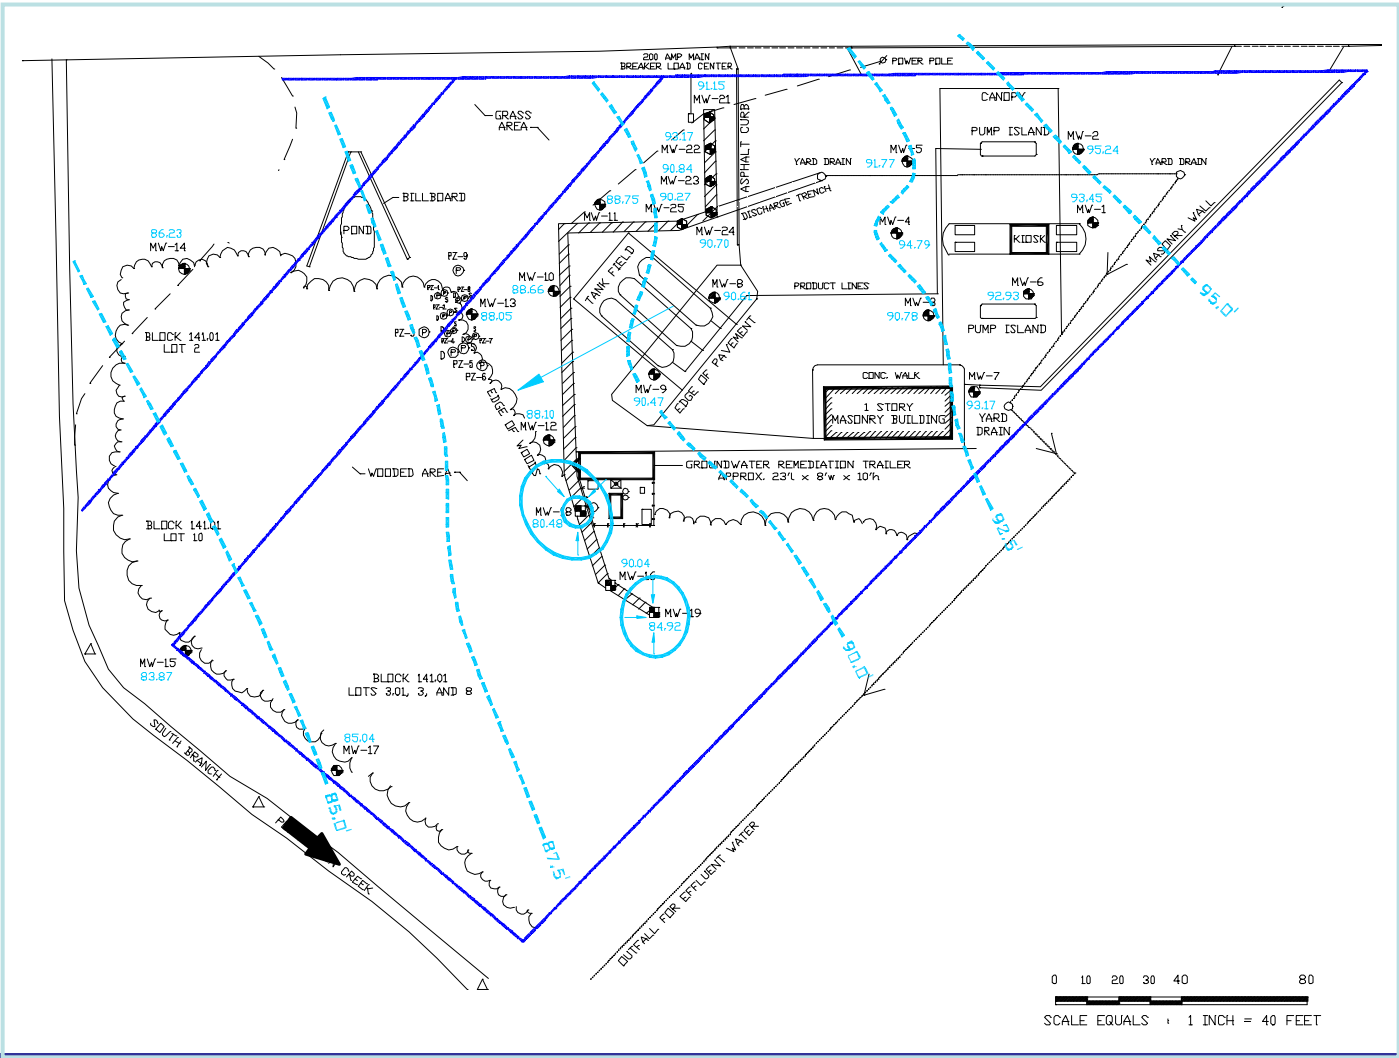 200 AMP MAIN
BREAKER LOAD CENTER
POWER POLE
91.15
MW-21
CANOPY
GRASS
AREA
ASPHALT CURB
PUMP ISLAND
MW-2
95.24
93.17
MW-22
MW-5
91.77
YARD DRAIN
YARD DRAIN
90.84
MW-23
BILLBOARD
88.75
MW-11
90.27
MW-25
DISCHARGE TRENCH
93.45
MW-1
MASONRY WALL
POND
86.23
MW-14
MW-24
90.70
MW-4
94.79
KIOSK
PZ-9
TANK FIELD
MW-10
88.66
MW-8
90.61
PRODUCT LINES
MW-6
92.93
95.0'
MW-13
88.05
MW-3
90.78
PUMP ISLAND
BLOCK 141.01
LOT 2
D
PZ-4
PZ-7
PZ-5
PZ-6
EDGE OF PAVEMENT
MW-9
90.47
CONC. WALK
MW-7
93.17
1 STORY
MASONRY BUILDING
YARD
DRAIN
EDGE OF WOODS
88.10
MW-12
WOODED AREA
GROUNDWATER REMEDIATION TRAILER
APPROX. 23'l x 8'w x 10'h
BLOCK 141.01
LOT 10
MW-18
80.48
92.5'
90.04
MW-16
MW-19
84.92
90.0'
MW-15
83.87
BLOCK 141.01
LOTS 3.01, 3, AND 8
85.04
MW-17
SOUTH BRANCH
85.0'
CREEK
87.5'
OUTFALL FOR EFFLUENT WATER
0 10 20 30 40 80
SCALE EQUALS : 1 INCH = 40 FEET